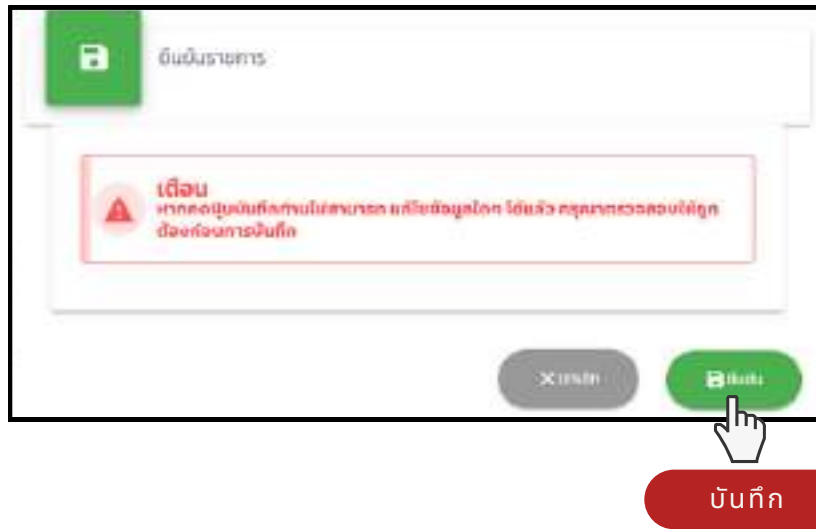 ยืนยันรายการ
เตือน
หากกดปุ่มบันทึกท่านไม่สามารถ แก้ไขข้อมูลใดๆ ได้แล้ว กรุณาตรวจสอบให้ถูก
ต้องก่อนการบันทึก
ยกเลิก
ยืนยัน
บันทึก